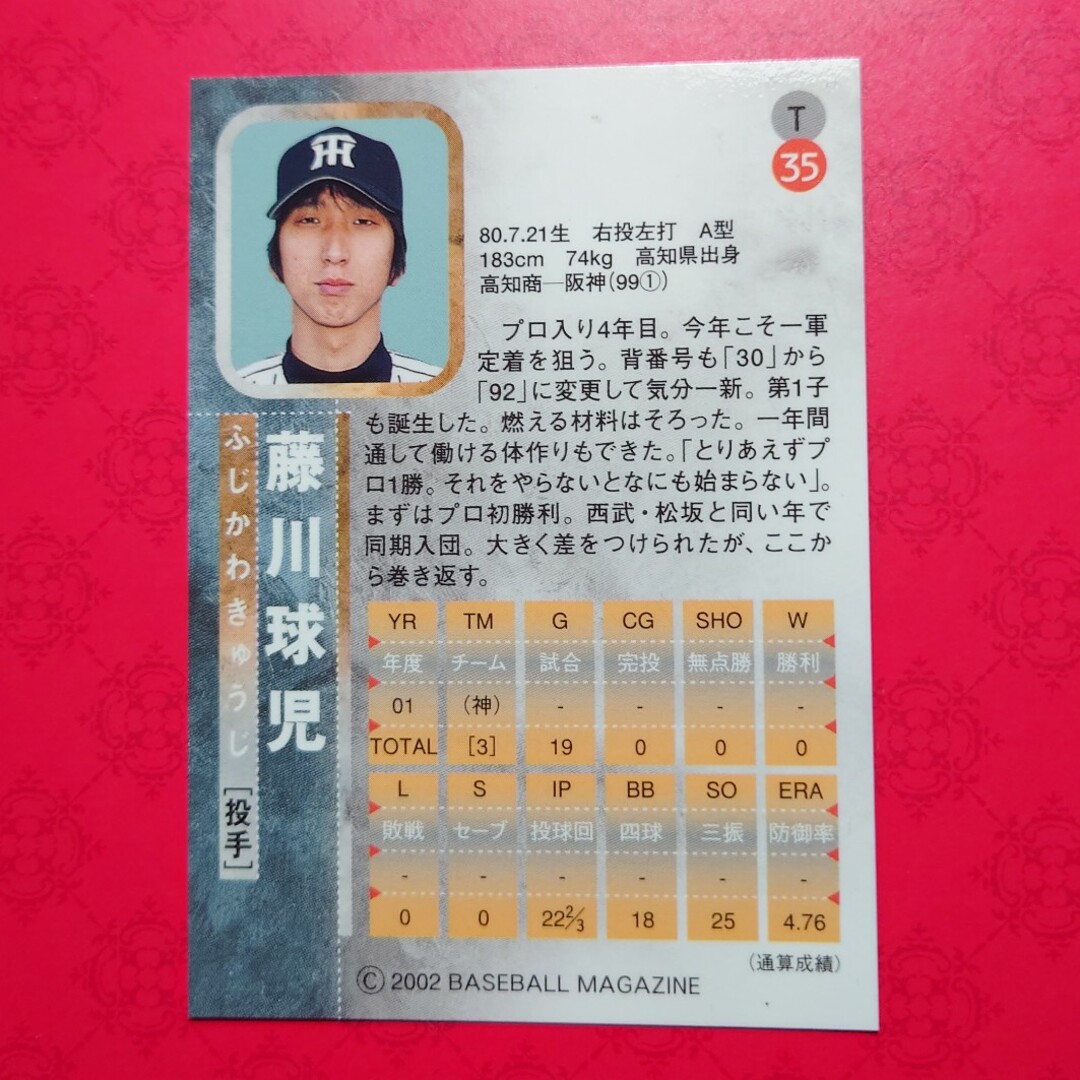 TH
T
35
80.7.21生 右投左打 A型
183cm 74kg 高知県出身
高知商─阪神(99①)
プロ入り4年目。今年こそ一軍
定着を狙う。背番号も「30」から
「92」に変更して気分一新。第1子
も誕生した。燃える材料はそろった。一年間
通して働ける体作りもできた。「とりあえずプ
ロ1勝。それをやらないとなにも始まらない」。
まずはプロ初勝利。西武・松坂と同い年で
同期入団。大きく差をつけられたが、ここか
ら巻き返す。
藤川球児
ふじかわきゅうじ
[投手]
YR TM G CG SHO W
年度 チーム 試合 完投 無点勝 勝利
01 (神) - - - -
TOTAL [3] 19 0 0 0
L S IP BB SO ERA
敗戦 セーブ 投球回 四球 三振 防御率
- - - - - -
0 0 22⅔ 18 25 4.76
(通算成績)
© 2002 BASEBALL MAGAZINE